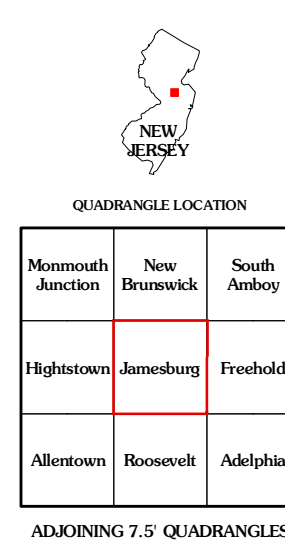 NEW
JERSEY
QUADRANGLE LOCATION
Monmouth
Junction
New
Brunswick
South
Amboy
Hightstown
Jamesburg
Freehold
Allentown
Roosevelt
Adelphia
ADJOINING 7.5' QUADRANGLES